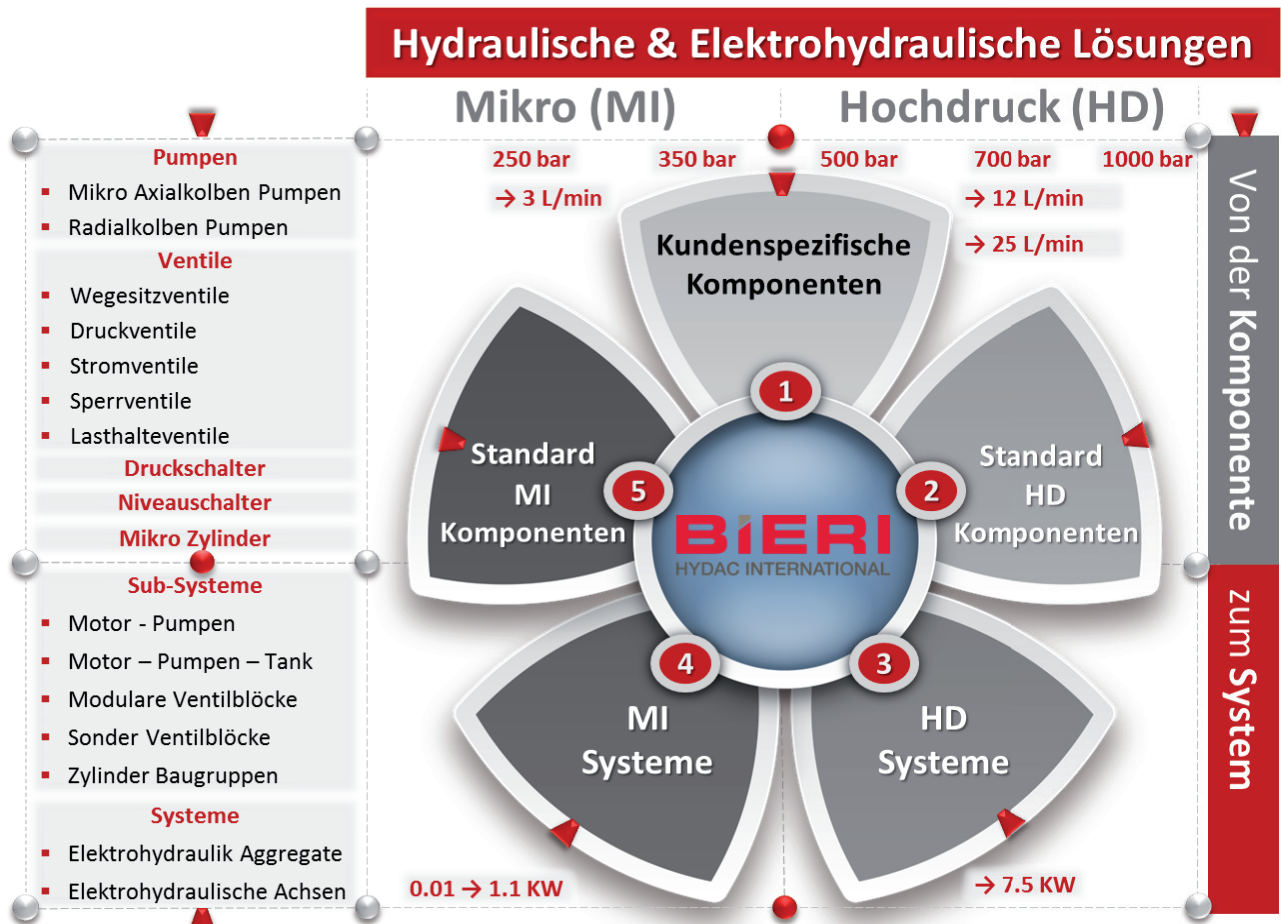 Hydraulische & Elektrohydraulische Lösungen
Mikro (MI)
Hochdruck (HD)
250 bar
350 bar
500 bar
700 bar
1000 bar
→ 3 L/min
→ 12 L/min
→ 25 L/min
Pumpen
▪ Mikro Axialkolben Pumpen
▪ Radialkolben Pumpen
Ventile
▪ Wegesitzventile
▪ Druckventile
▪ Stromventile
▪ Sperrventile
▪ Lasthalteventile
Druckschalter
Niveauschalter
Mikro Zylinder
Sub-Systeme
▪ Motor - Pumpen
▪ Motor – Pumpen – Tank
▪ Modulare Ventilblöcke
▪ Sonder Ventilblöcke
▪ Zylinder Baugruppen
Systeme
▪ Elektrohydraulik Aggregate
▪ Elektrohydraulische Achsen
Kundenspezifische
Komponenten
1
Standard
HD
Komponenten
2
HD
Systeme
3
MI
Systeme
4
Standard
MI
Komponenten
5
BIERI
HYDAC INTERNATIONAL
0.01 → 1.1 KW
→ 7.5 KW
Von der Komponente
zum System